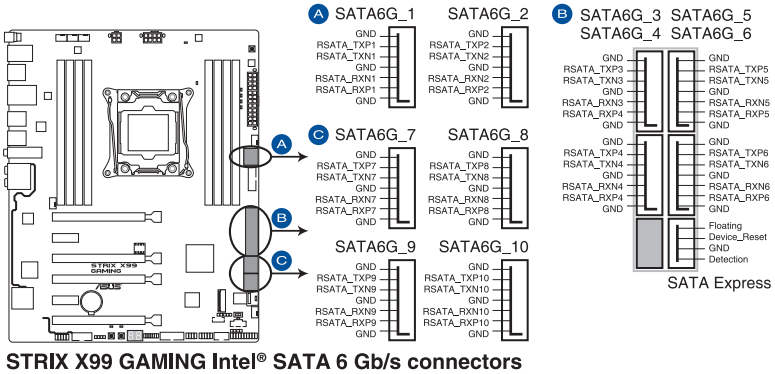 A SATA6G_1
GND
RSATA_TXP1
RSATA_TXN1
GND
RSATA_RXN1
RSATA_RXP1
GND
SATA6G_2
GND
RSATA_TXP2
RSATA_TXN2
GND
RSATA_RXN2
RSATA_RXP2
GND
C SATA6G_7
GND
RSATA_TXP7
RSATA_TXN7
GND
RSATA_RXN7
RSATA_RXP7
GND
SATA6G_8
GND
RSATA_TXP8
RSATA_TXN8
GND
RSATA_RXN8
RSATA_RXP8
GND
SATA6G_9
GND
RSATA_TXP9
RSATA_TXN9
GND
RSATA_RXN9
RSATA_RXP9
GND
SATA6G_10
GND
RSATA_TXP10
RSATA_TXN10
GND
RSATA_RXN10
RSATA_RXP10
GND
B SATA6G_3 SATA6G_5
SATA6G_4 SATA6G_6
GND
RSATA_TXP3
RSATA_TXN3
GND
RSATA_RXN3
RSATA_RXP4
GND
GND
RSATA_TXP5
RSATA_TXN5
GND
RSATA_RXN5
RSATA_RXP5
GND
GND
RSATA_TXP4
RSATA_TXN4
GND
RSATA_RXN4
RSATA_RXP4
GND
GND
RSATA_TXP6
RSATA_TXN6
GND
RSATA_RXN6
RSATA_RXP6
GND
Floating
Device_Reset
GND
Detection
SATA Express
A
B
C
STRIX X99
GAMING
ASUS
STRIX X99 GAMING Intel® SATA 6 Gb/s connectors